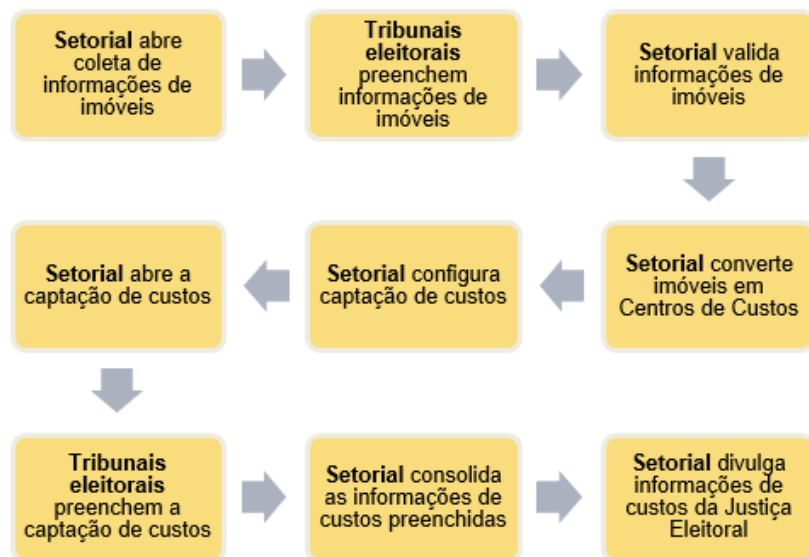 Setorial abre
coleta de
informações de
imóveis
Tribunais
eleitorais
preenchem
informações de
imóveis
Setorial valida
informações de
imóveis
Setorial converte
imóveis em
Centros de Custos
Setorial configura
captação de custos
Setorial abre a
captação de custos
Tribunais
eleitorais
preenchem a
captação de custos
Setorial consolida
as informações de
custos preenchidas
Setorial divulga
informações de
custos da Justiça
Eleitoral